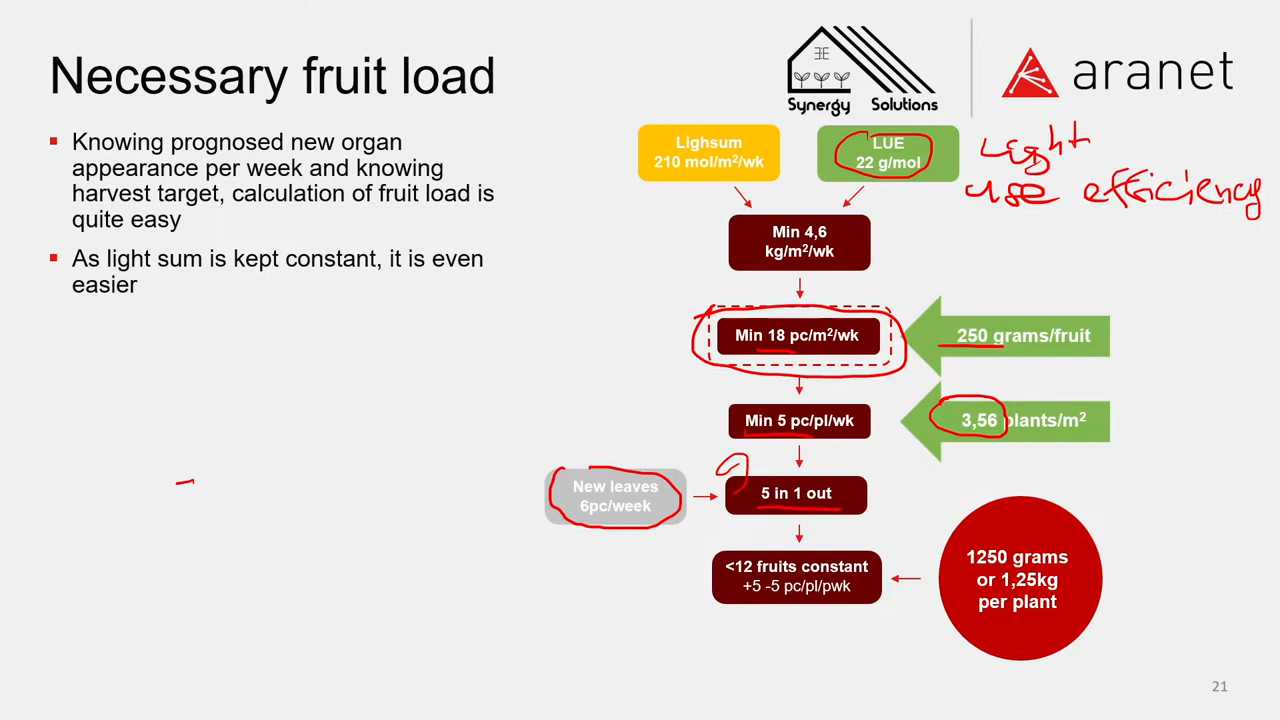 Necessary fruit load
Synergy Solutions
aranet
Knowing prognosed new organ
appearance per week and knowing
harvest target, calculation of fruit load is
quite easy
As light sum is kept constant, it is even
easier
Lighsum
210 mol/m²/wk
LUE
22 g/mol
Light
use efficiency
Min 4,6
kg/m²/wk
Min 18 pc/m²/wk
250 grams/fruit
Min 5 pc/pl/wk
3,56 plants/m²
New leaves
6pc/week
5 in 1 out
<12 fruits constant
+5 -5 pc/pl/pwk
1250 grams
or 1,25kg
per plant
21